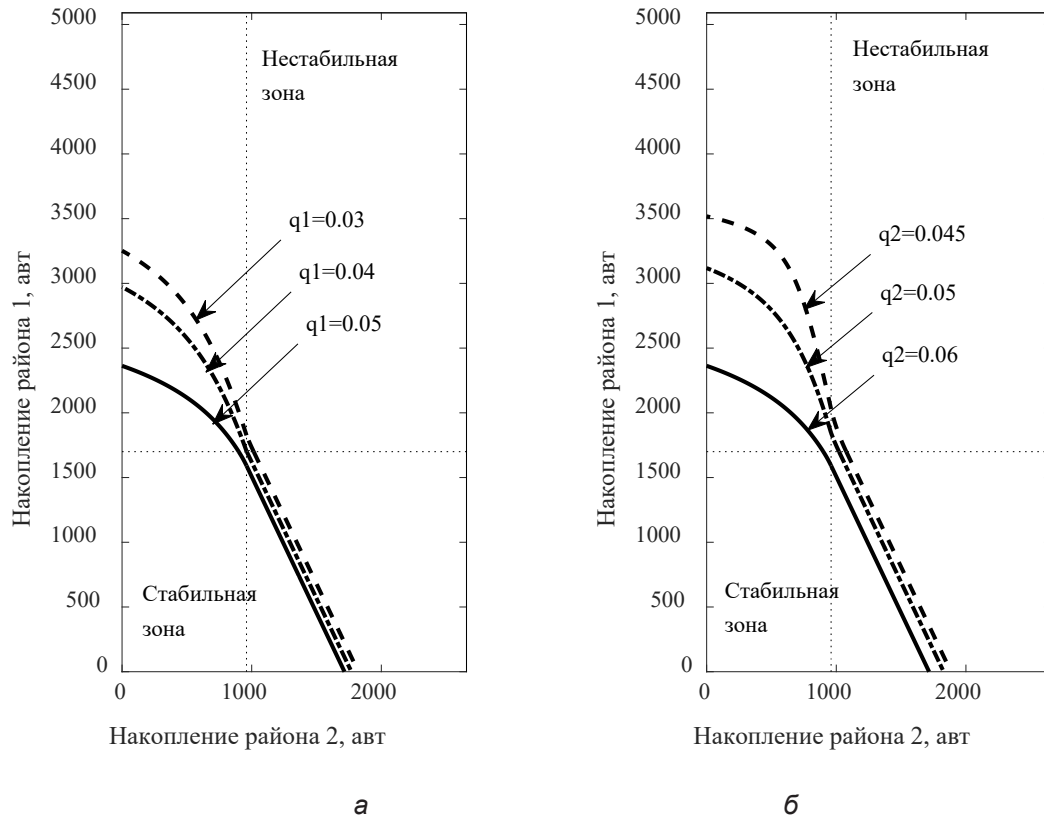 5000
4500
4000
3500
3000
2500
2000
1500
1000
500
0
Накопление района 1, авт
Нестабильная
зона
q1=0.03
q1=0.04
q1=0.05
Стабильная
зона
0
1000
2000
Накопление района 2, авт
а
5000
4500
4000
3500
3000
2500
2000
1500
1000
500
0
Накопление района 1, авт
Нестабильная
зона
q2=0.045
q2=0.05
q2=0.06
Стабильная
зона
0
1000
2000
Накопление района 2, авт
б